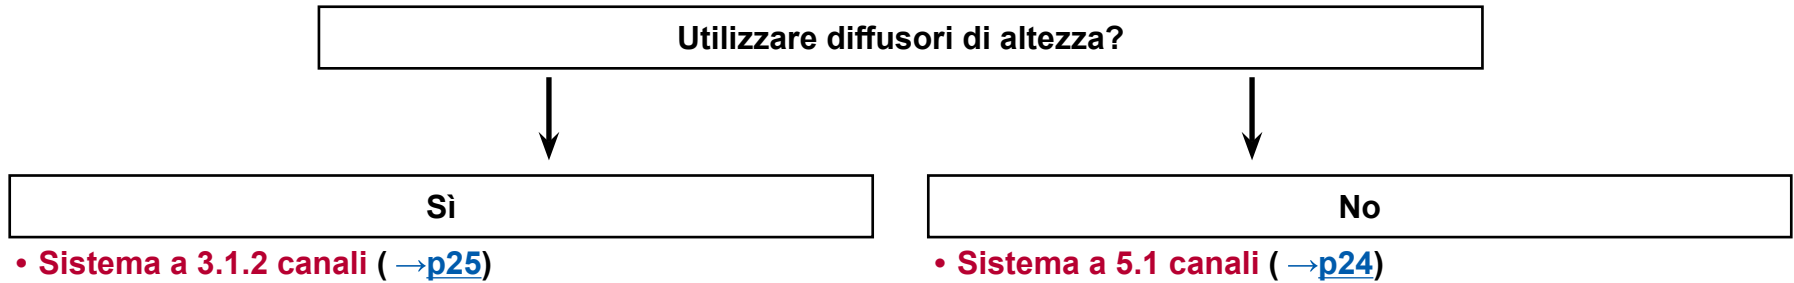 Utilizzare diffusori di altezza?
Sì
No
• Sistema a 3.1.2 canali ( →p25)
• Sistema a 5.1 canali ( →p24)